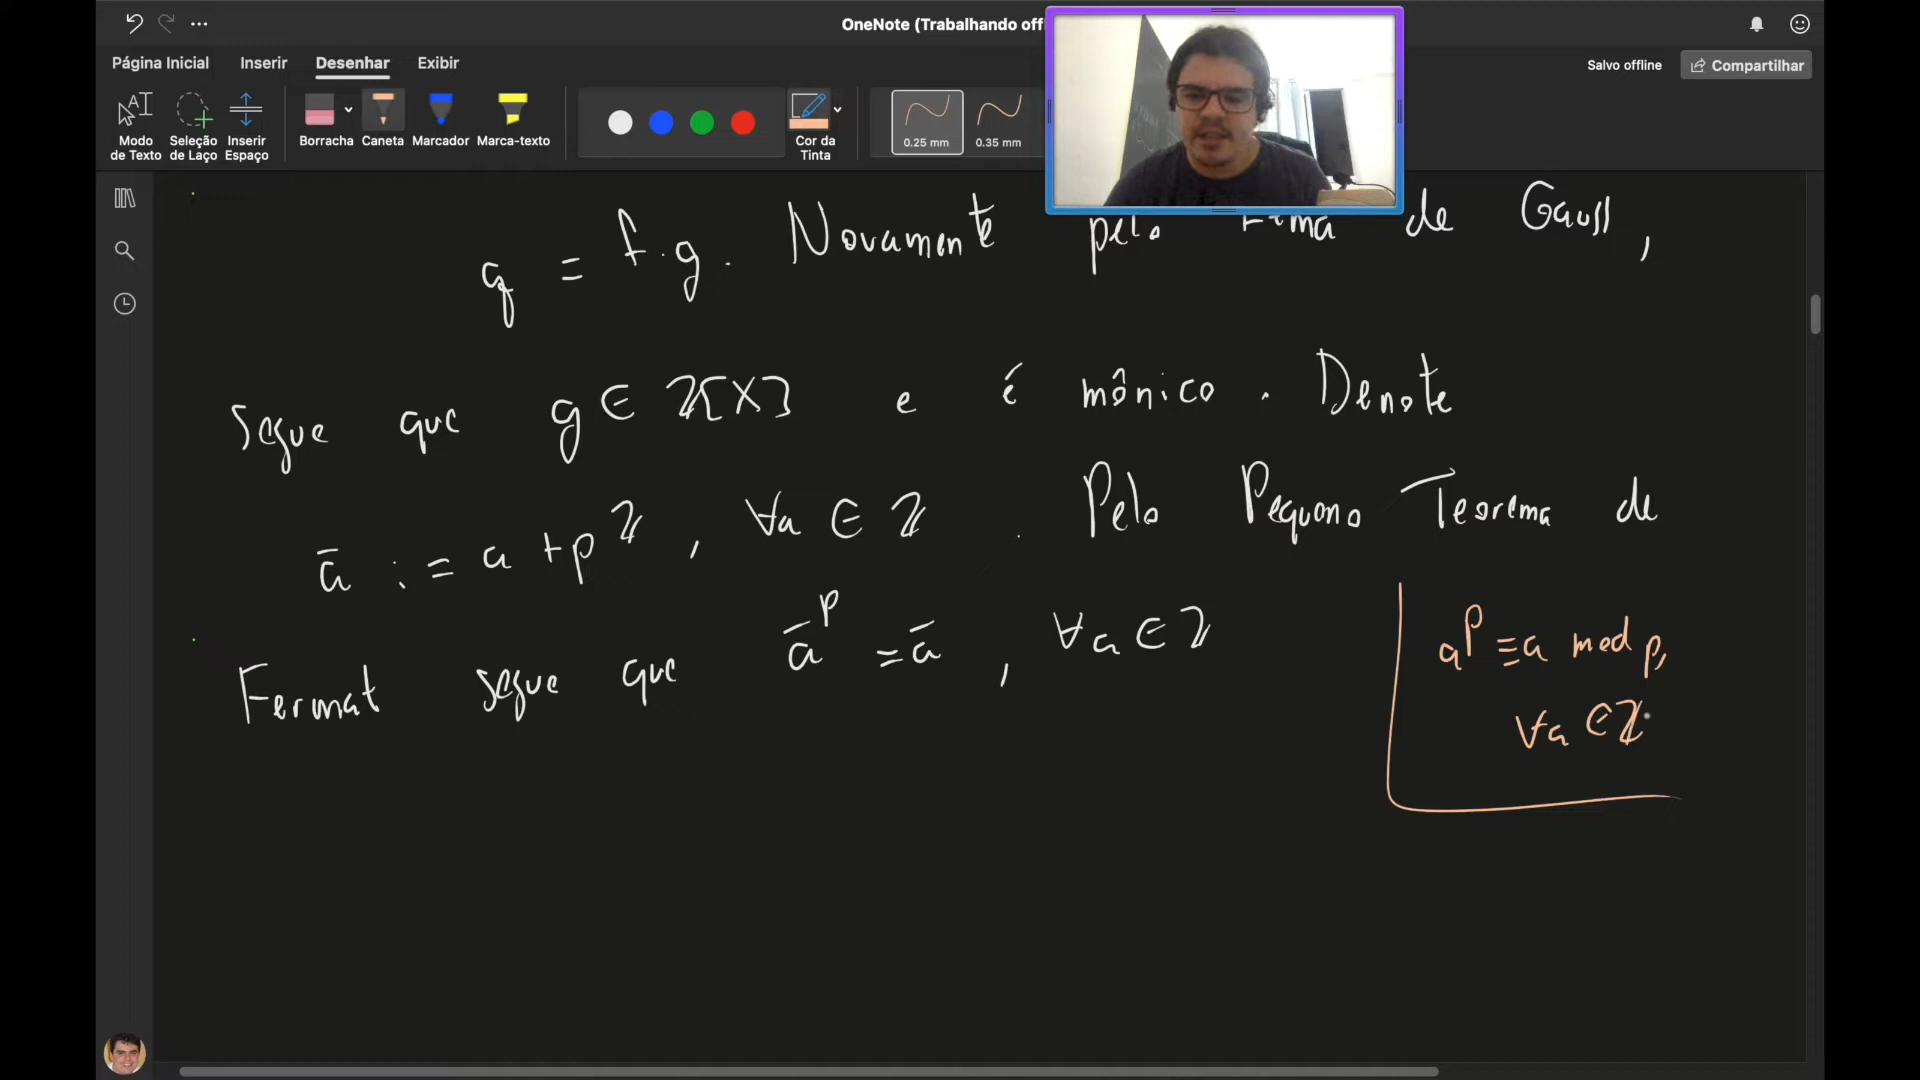 OneNote (Trabalhando off
Página Inicial Inserir Desenhar Exibir
Salvo offline Compartilhar
Modo de Texto Seleção de Laço Inserir Espaço Borracha Caneta Marcador Marca-texto Cor da Tinta 0.25 mm 0.35 mm
q = f.g. Novamente pelo Lema de Gauss,
Segue que g ∈ ℤ[X] e é mônico. Denote
ā := a + pℤ, ∀a ∈ ℤ. Pelo Pequeno Teorema de
Fermat segue que ā^p = ā, ∀a ∈ ℤ
a^p ≡ a mod p,
∀a ∈ ℤ